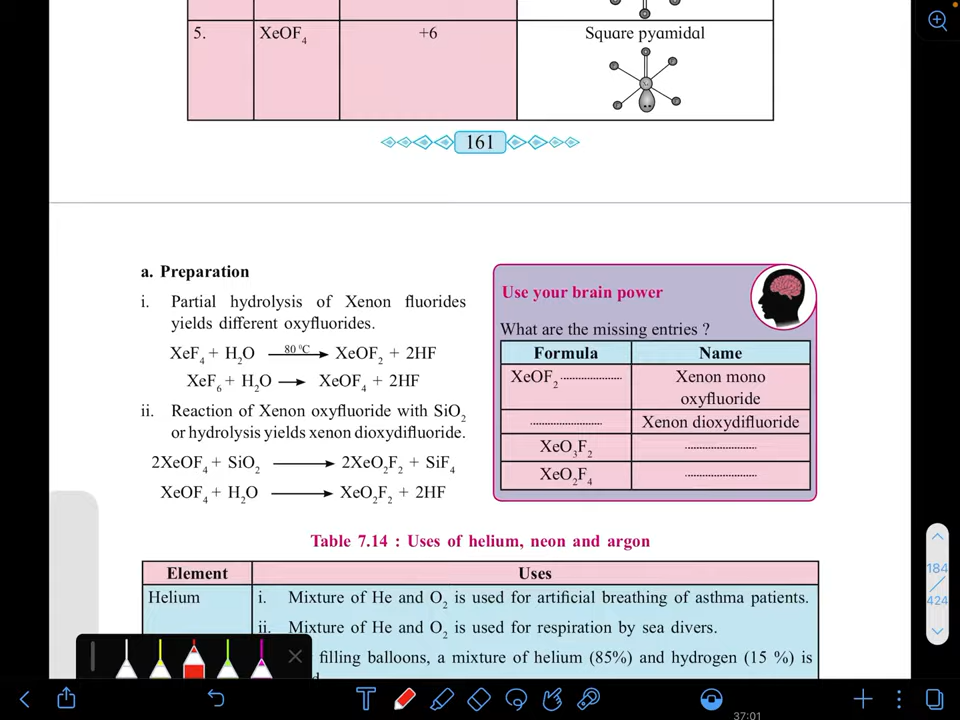 5. XeOF4 +6 Square pyamidal
161
a. Preparation
i. Partial hydrolysis of Xenon fluorides
yields different oxyfluorides.
XeF4 + H2O 80 °C → XeOF2 + 2HF
XeF6 + H2O → XeOF4 + 2HF
ii. Reaction of Xenon oxyfluoride with SiO2
or hydrolysis yields xenon dioxydifluoride.
2XeOF4 + SiO2 → 2XeO2F2 + SiF4
XeOF4 + H2O → XeO2F2 + 2HF
Use your brain power
What are the missing entries ?
Formula Name
XeOF2 .................... Xenon mono
oxyfluoride
....................... Xenon dioxydifluoride
XeO3F2 .......................
XeO2F4 .......................
Table 7.14 : Uses of helium, neon and argon
Element Uses
Helium i. Mixture of He and O2 is used for artificial breathing of asthma patients.
ii. Mixture of He and O2 is used for respiration by sea divers.
filling balloons, a mixture of helium (85%) and hydrogen (15 %) is
184
424
T
37:01